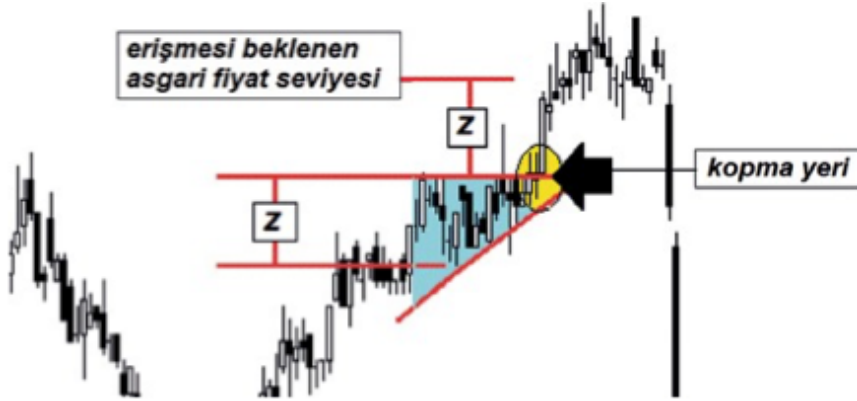 erişmesi beklenen
asgari fiyat seviyesi
Z
kopma yeri
Z